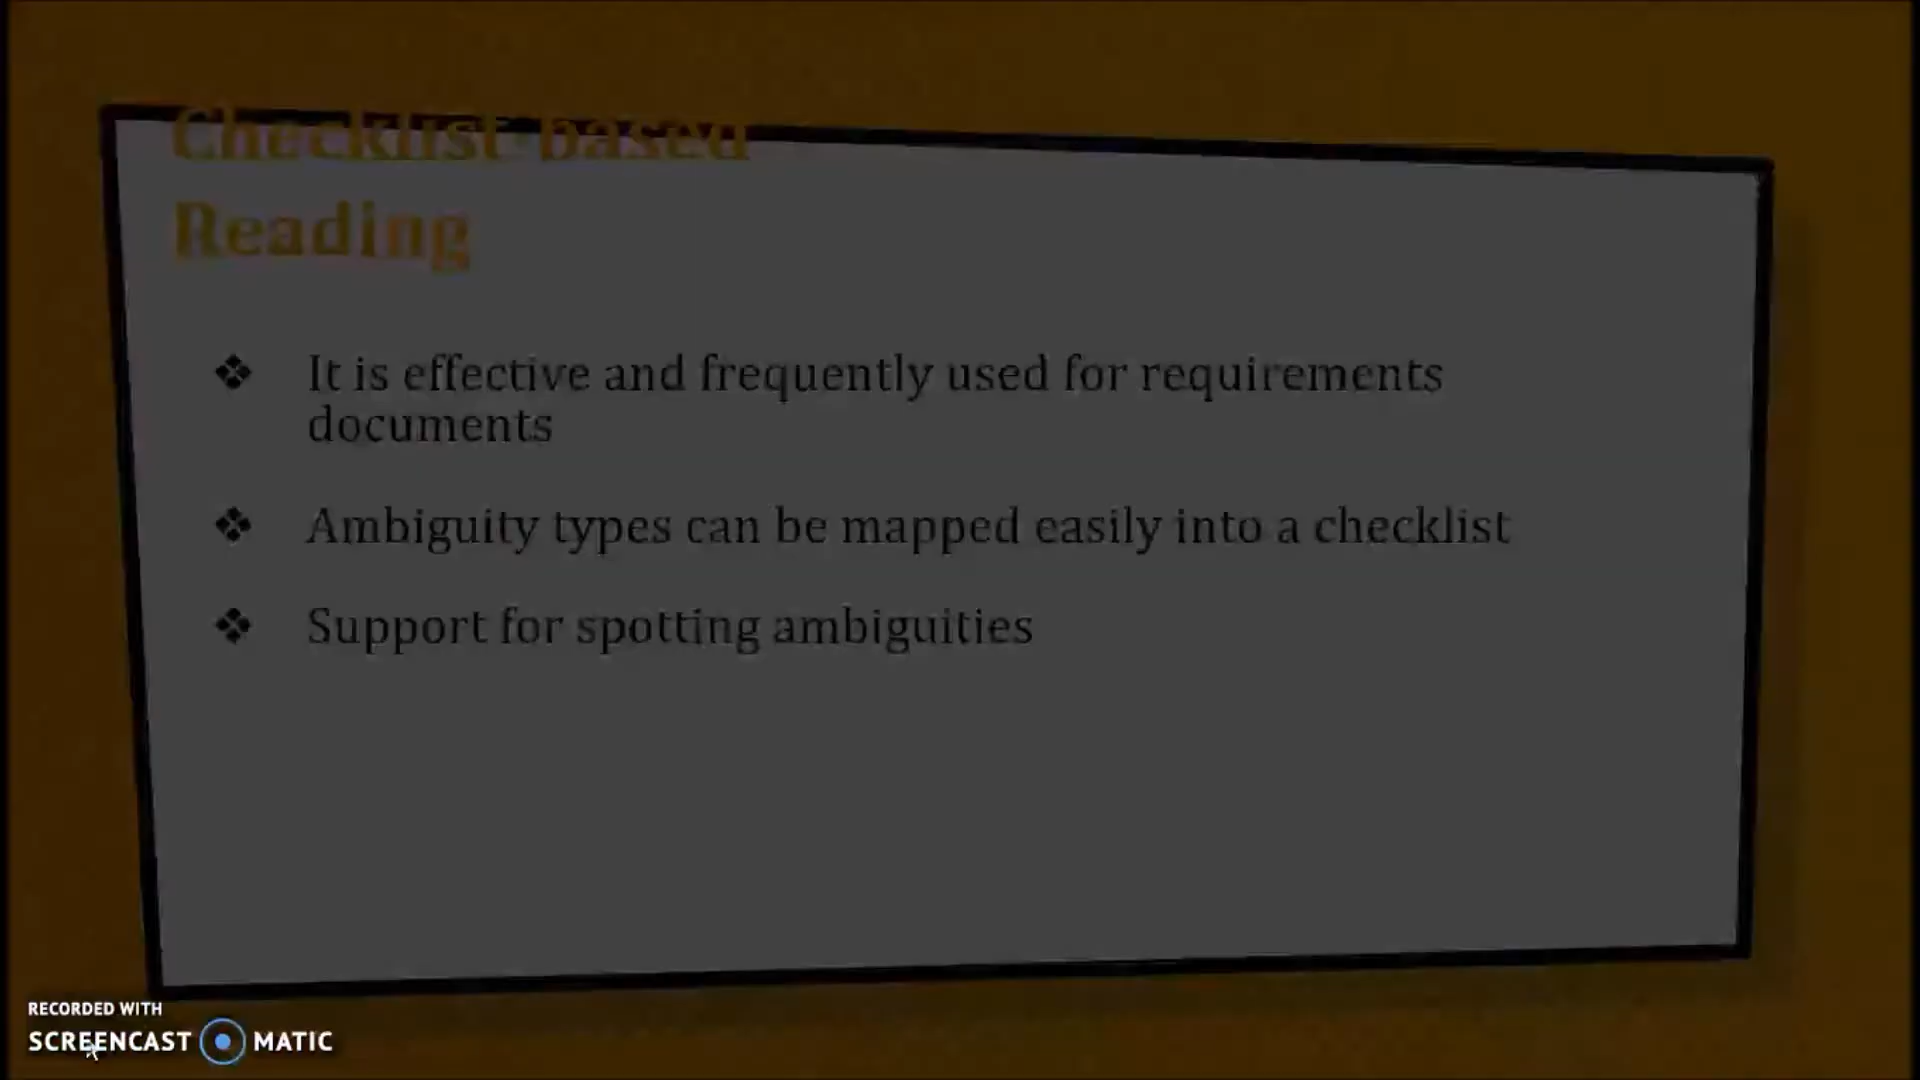 Checklist-based
Reading
❖ It is effective and frequently used for requirements
documents
❖ Ambiguity types can be mapped easily into a checklist
❖ Support for spotting ambiguities
RECORDED WITH
SCREENCAST MATIC